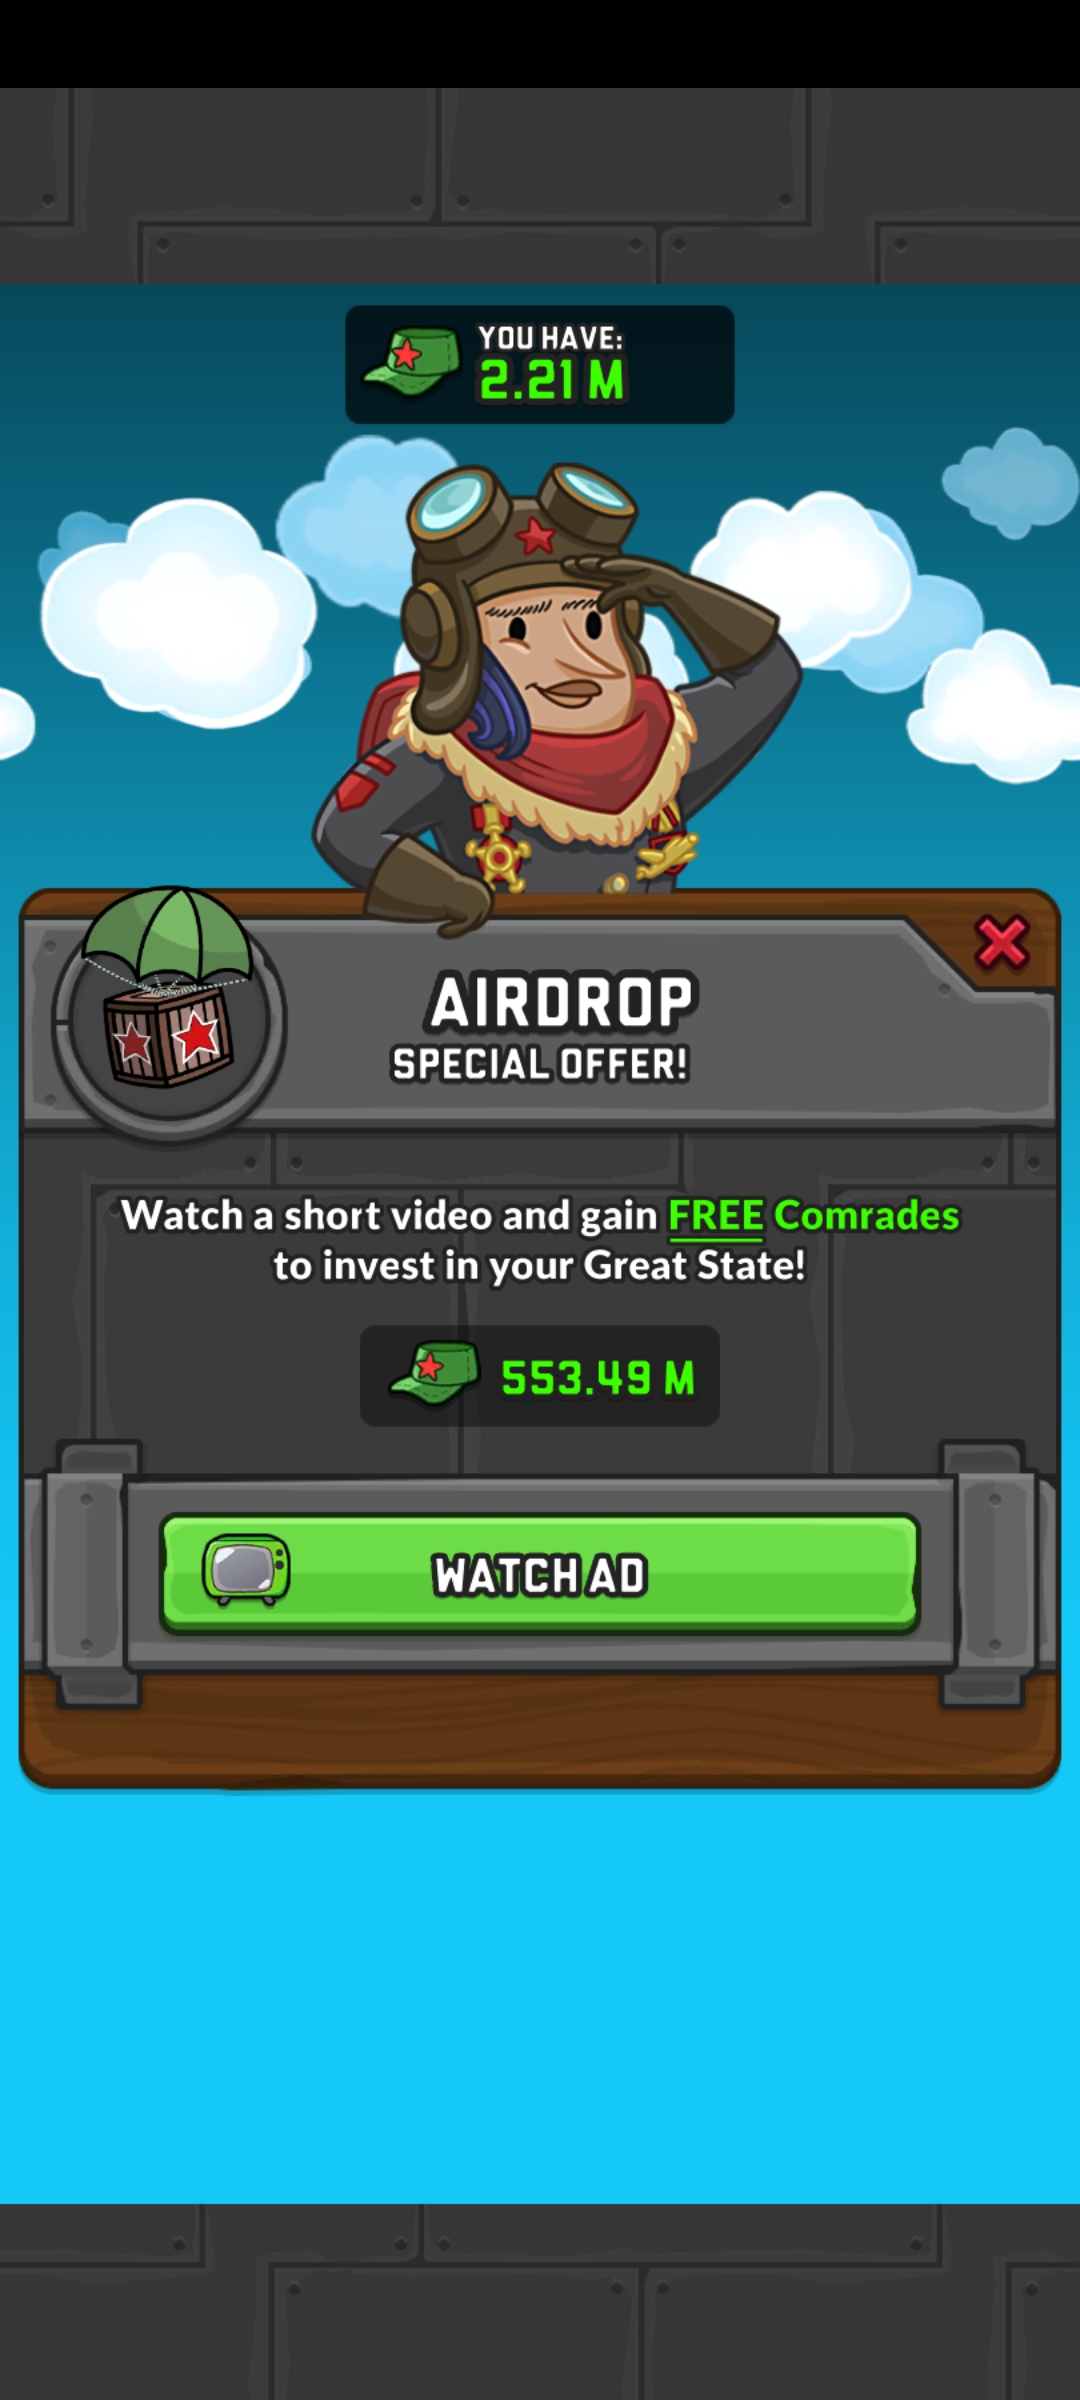 YOU HAVE:
2.21 M
AIRDROP
SPECIAL OFFER!
Watch a short video and gain FREE Comrades
to invest in your Great State!
553.49 M
WATCH AD